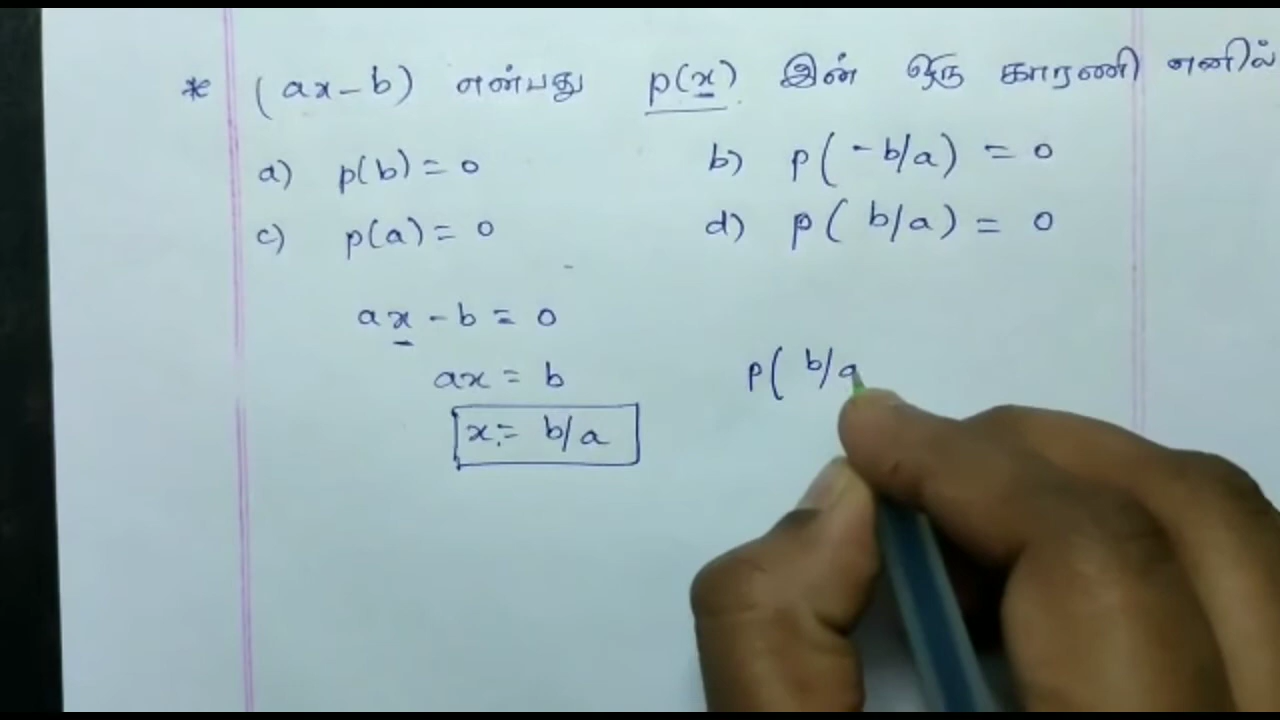 * (ax-b) என்பது p(x) இன் ஒரு காரணி எனில்
a) p(b) = 0 b) p(-b/a) = 0
c) p(a) = 0 d) p( b/a) = 0
ax - b = 0
ax = b p( b/a
x = b/a